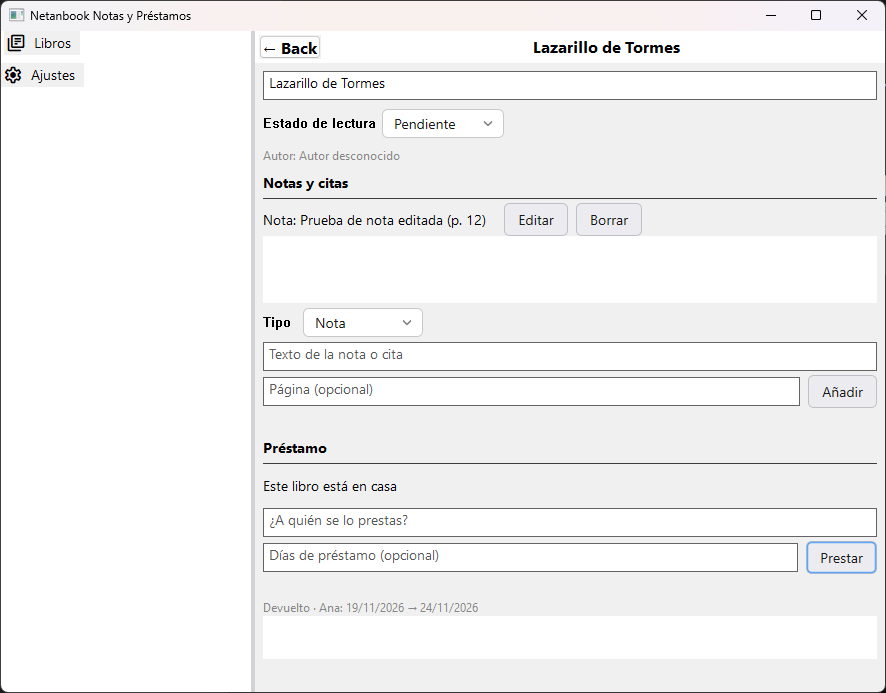 Netanbook Notas y Préstamos
Libros
Ajustes
← Back
Lazarillo de Tormes
Lazarillo de Tormes
Estado de lectura Pendiente
Autor: Autor desconocido
Notas y citas
Nota: Prueba de nota editada (p. 12) Editar Borrar
Tipo Nota
Texto de la nota o cita
Página (opcional) Añadir
Préstamo
Este libro está en casa
¿A quién se lo prestas?
Días de préstamo (opcional) Prestar
Devuelto · Ana: 19/11/2026 → 24/11/2026